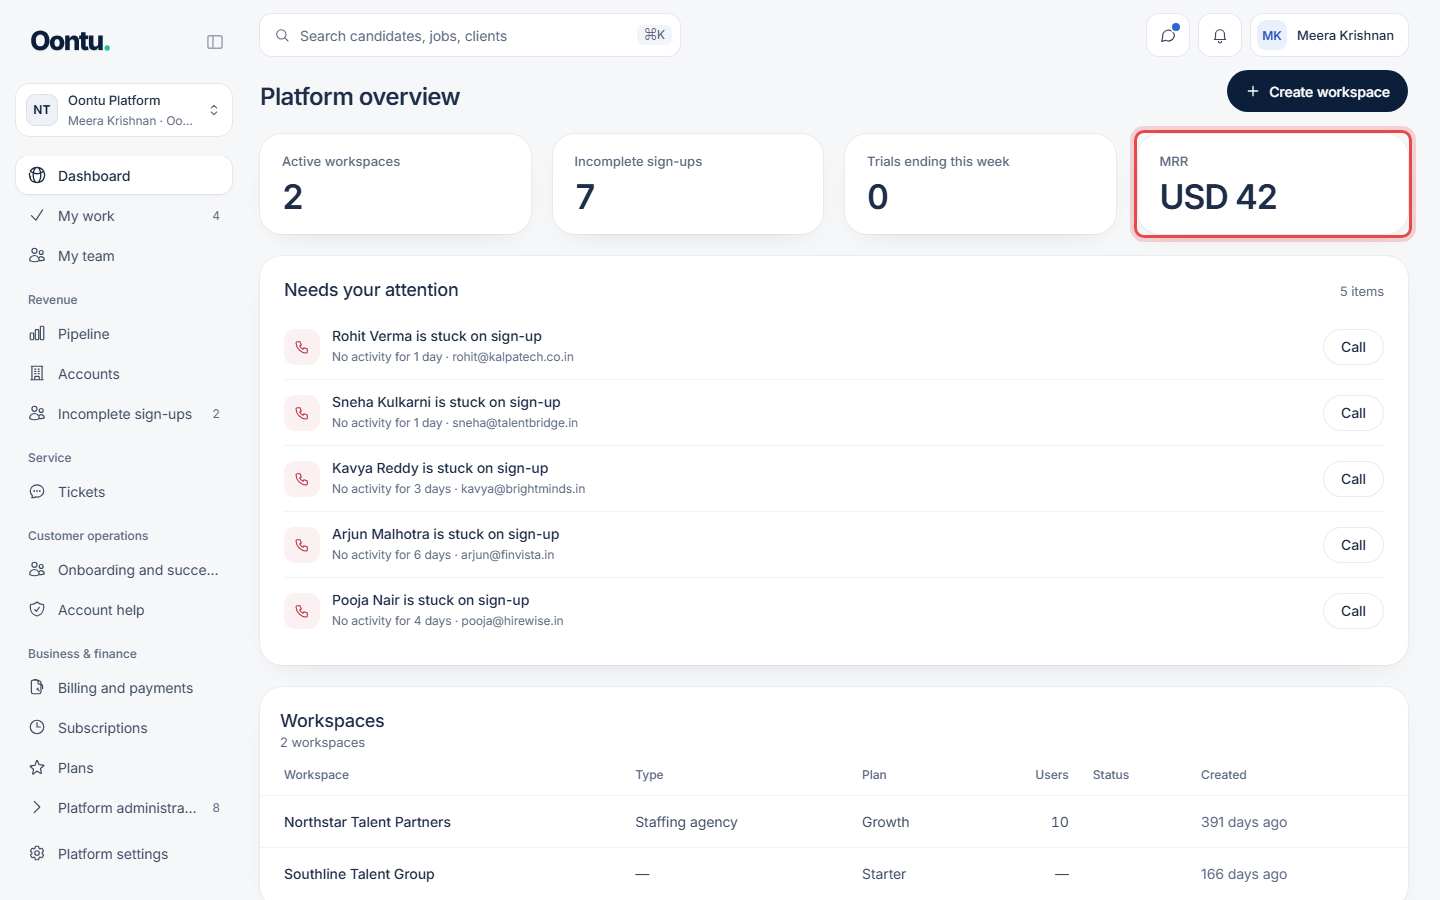 Oontu.
Search candidates, jobs, clients
⌘K
MK
Meera Krishnan
NT
Oontu Platform
Meera Krishnan · Oo...
Dashboard
My work 4
My team
Revenue
Pipeline
Accounts
Incomplete sign-ups 2
Service
Tickets
Customer operations
Onboarding and succe...
Account help
Business & finance
Billing and payments
Subscriptions
Plans
Platform administra... 8
Platform settings
Platform overview
+ Create workspace
Active workspaces
2
Incomplete sign-ups
7
Trials ending this week
0
MRR
USD 42
Needs your attention
5 items
Rohit Verma is stuck on sign-up
No activity for 1 day · rohit@kalpatech.co.in
Call
Sneha Kulkarni is stuck on sign-up
No activity for 1 day · sneha@talentbridge.in
Call
Kavya Reddy is stuck on sign-up
No activity for 3 days · kavya@brightminds.in
Call
Arjun Malhotra is stuck on sign-up
No activity for 6 days · arjun@finvista.in
Call
Pooja Nair is stuck on sign-up
No activity for 4 days · pooja@hirewise.in
Call
Workspaces
2 workspaces
Workspace Type Plan Users Status Created
Northstar Talent Partners Staffing agency Growth 10 391 days ago
Southline Talent Group — Starter — 166 days ago